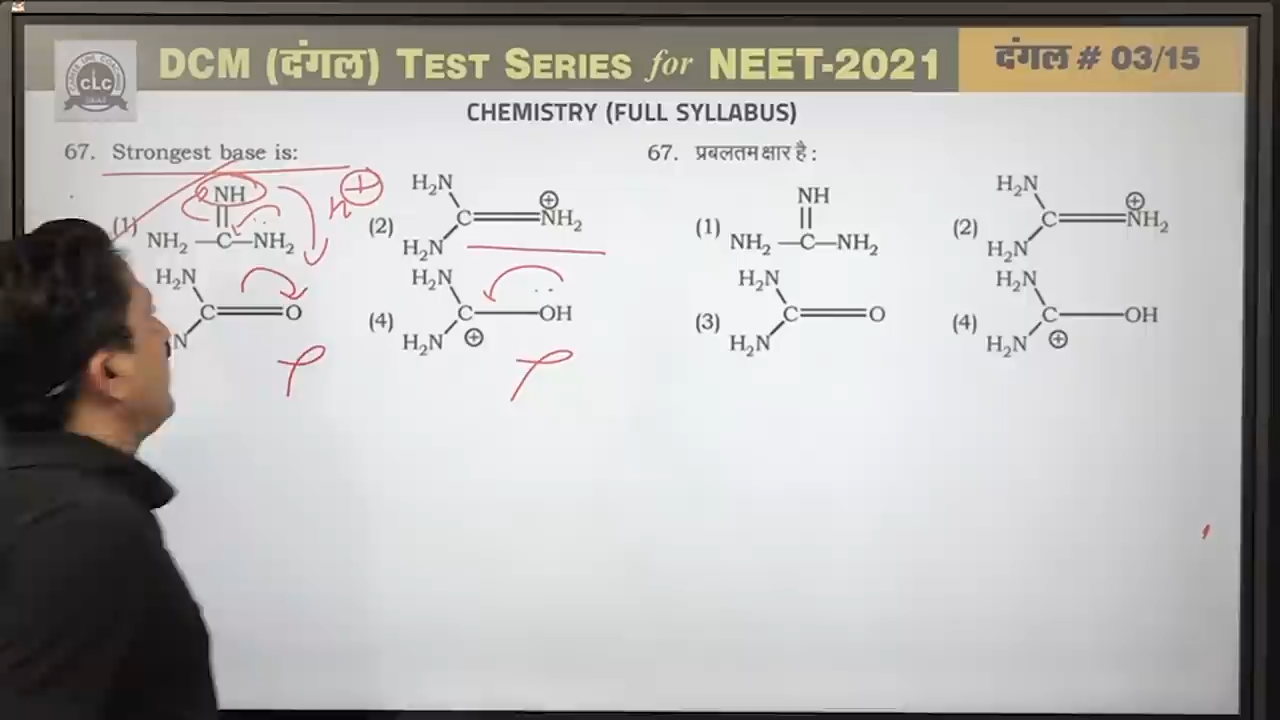 DCM (दंगल) TEST SERIES for NEET-2021
दंगल # 03/15
CLC
CHEMISTRY (FULL SYLLABUS)
67. Strongest base is:
(1) NH
NH2 —C—NH2
(2) H2N
C NH2 ⊕
H2N
H2N
C O
N
(4) H2N
C OH
H2N ⊕
H ⊕
67. प्रबलतम क्षार है :
(1) NH
NH2 —C—NH2
(2) H2N
C NH2 ⊕
H2N
(3) H2N
C O
H2N
(4) H2N
C OH
H2N ⊕